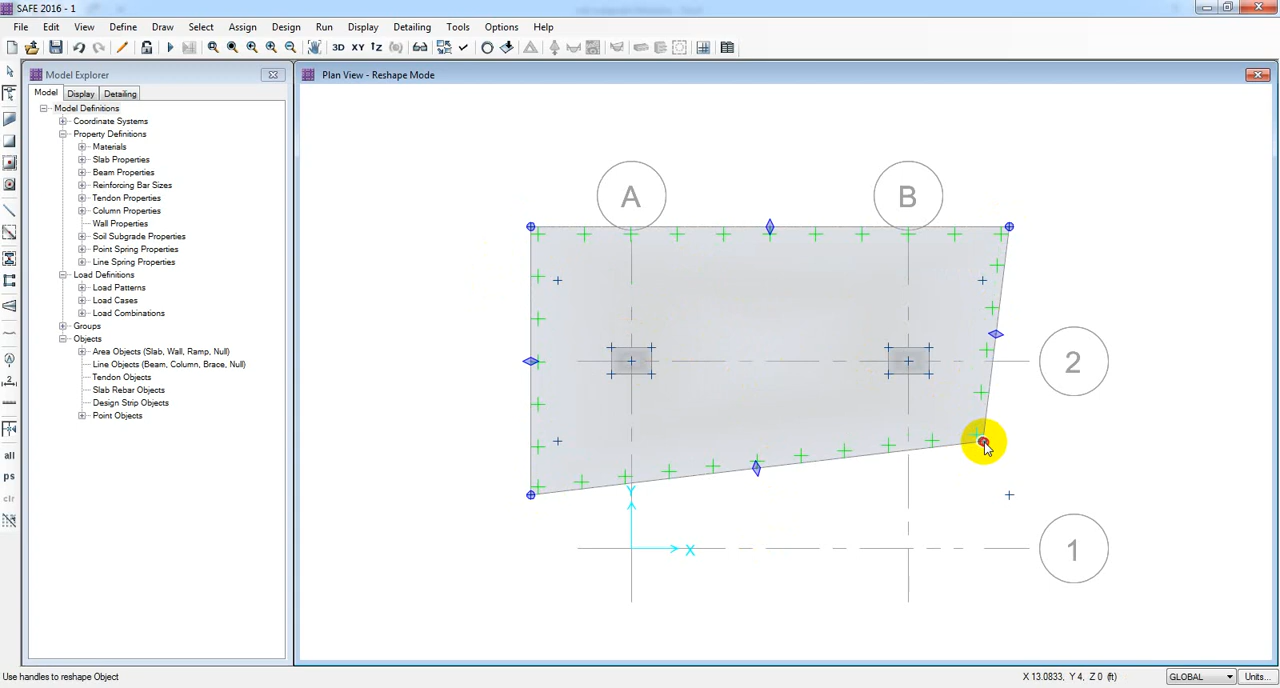 SAFE 2016 - 1
File Edit View Define Draw Select Assign Design Run Display Detailing Tools Options Help
3D XY
Model Explorer
Plan View - Reshape Mode
Model Display Detailing
Model Definitions
Coordinate Systems
Property Definitions
Materials
Slab Properties
Beam Properties
Reinforcing Bar Sizes
Tendon Properties
Column Properties
Wall Properties
Soil Subgrade Properties
Point Spring Properties
Line Spring Properties
Load Definitions
Load Patterns
Load Cases
Load Combinations
Groups
Objects
Area Objects (Slab, Wall, Ramp, Null)
Line Objects (Beam, Column, Brace, Null)
Tendon Objects
Slab Rebar Objects
Design Strip Objects
Point Objects
all
ps
clr
A B
2
Y
X
1
Use handles to reshape Object
X 13.0833, Y 4, Z 0 (ft)
GLOBAL
Units...